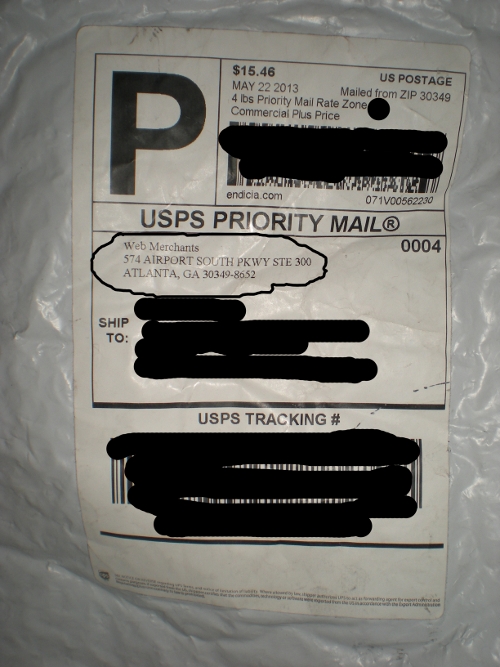 P
$15.46
US POSTAGE
MAY 22 2013
Mailed from ZIP 30349
4 lbs Priority Mail Rate Zone
Commercial Plus Price
endicia.com
071V00562230
USPS PRIORITY MAIL®
Web Merchants
0004
574 AIRPORT SOUTH PKWY STE 300
ATLANTA, GA 30349-8652
SHIP
TO:
USPS TRACKING #